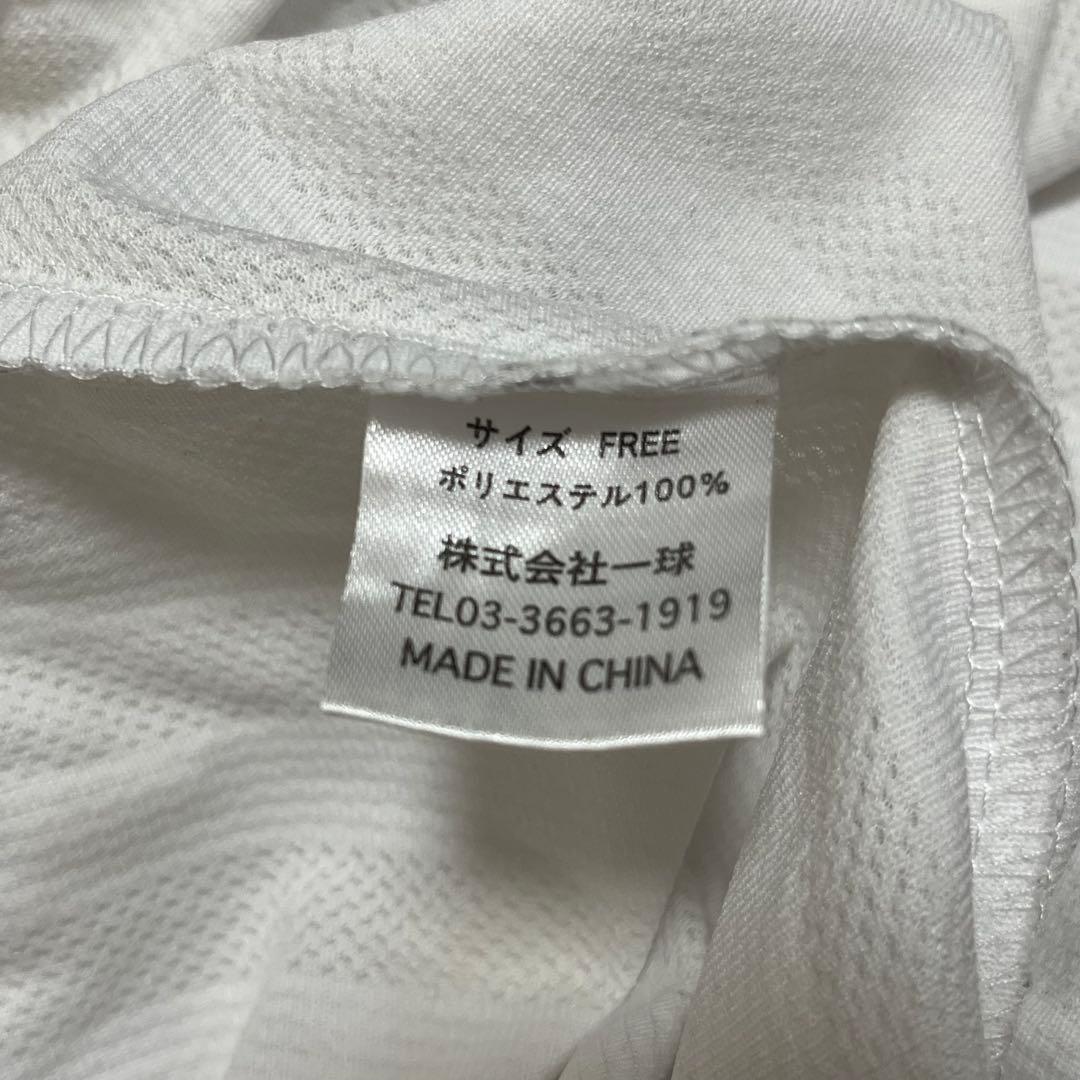 サイズ FREE
ポリエステル100%
株式会社一球
TEL03-3663-1919
MADE IN CHINA